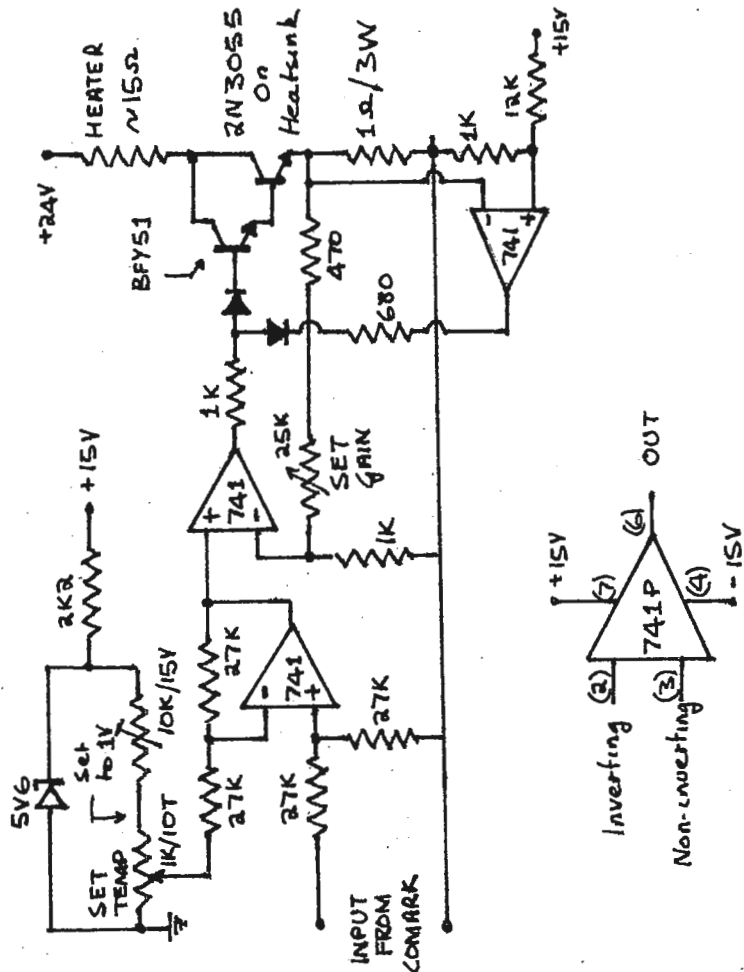 +24V
HEATER
~15Ω
BFY51
2N3055
On
Heatsink
1Ω/3W
1K
12K
+15V
470
680
741
- +
1K
25K
SET
GAIN
741
+ -
1K
+15V
2K2
5V6
Set
to 1V
10K/15V
SET
TEMP
1K/10T
27K
27K
741
- +
27K
27K
INPUT
FROM
COMARK
+15V
(7)
(2)
Inverting
741P
(6)
OUT
(3)
Non-inverting
(4)
-15V